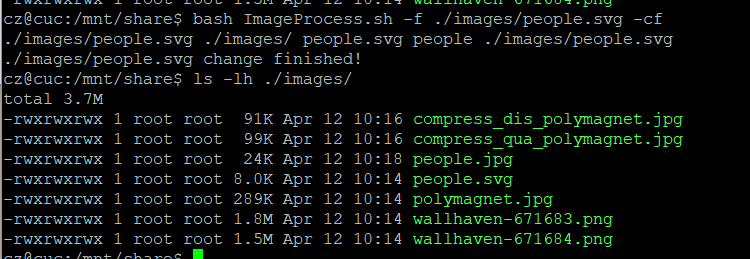 -rwxrwxrwx 1 root root 1.5M Apr 12 10:14 wallhaven-671684.png
cz@cuc:/mnt/share$ bash ImageProcess.sh -f ./images/people.svg -cf
./images/people.svg ./images/ people.svg people ./images/people.svg
./images/people.svg change finished!
cz@cuc:/mnt/share$ ls -lh ./images/
total 3.7M
-rwxrwxrwx 1 root root  91K Apr 12 10:16 compress_dis_polymagnet.jpg
-rwxrwxrwx 1 root root  99K Apr 12 10:16 compress_qua_polymagnet.jpg
-rwxrwxrwx 1 root root  24K Apr 12 10:18 people.jpg
-rwxrwxrwx 1 root root 8.0K Apr 12 10:14 people.svg
-rwxrwxrwx 1 root root 289K Apr 12 10:14 polymagnet.jpg
-rwxrwxrwx 1 root root 1.8M Apr 12 10:14 wallhaven-671683.png
-rwxrwxrwx 1 root root 1.5M Apr 12 10:14 wallhaven-671684.png
cz@cuc:/mnt/share$